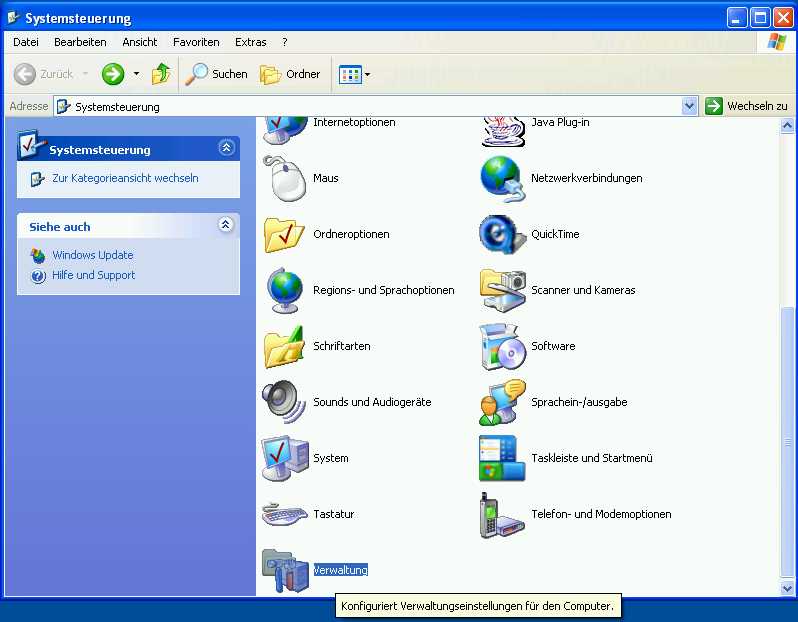 Systemsteuerung
Datei Bearbeiten Ansicht Favoriten Extras ?
Zurück Suchen Ordner
Adresse Systemsteuerung Wechseln zu
Systemsteuerung
Zur Kategorieansicht wechseln
Siehe auch
Windows Update
Hilfe und Support
Internetoptionen Java Plug-in
Maus Netzwerkverbindungen
Ordneroptionen QuickTime
Regions- und Sprachoptionen Scanner und Kameras
Schriftarten Software
Sounds und Audiogeräte Sprachein-/ausgabe
System Taskleiste und Startmenü
Tastatur Telefon- und Modemoptionen
Verwaltung
Konfiguriert Verwaltungseinstellungen für den Computer.